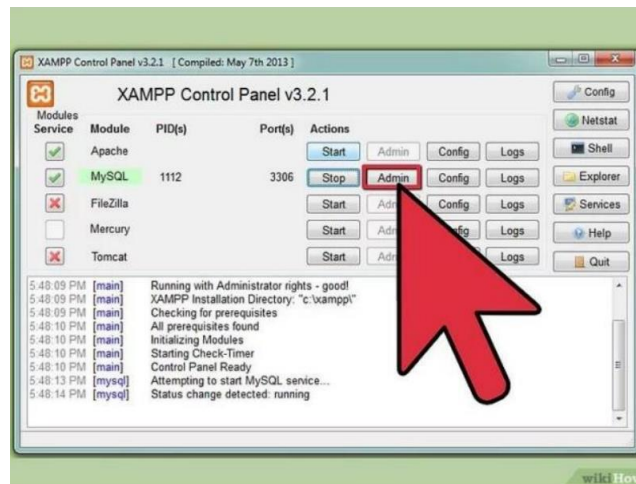 XAMPP Control Panel v3.2.1 [ Compiled: May 7th 2013 ]
XAMPP Control Panel v3.2.1
Config
Modules
Service Module PID(s) Port(s) Actions
Netstat
Apache Start Admin Config Logs
Shell
MySQL 1112 3306 Stop Admin Config Logs
Explorer
FileZilla Start Config Logs
Services
Mercury Start Logs
Help
Tomcat Start Logs
Quit
5:48:09 PM [main] Running with Administrator rights - good!
5:48:09 PM [main] XAMPP Installation Directory: "c:\xampp\"
5:48:09 PM [main] Checking for prerequisites
5:48:10 PM [main] All prerequisites found
5:48:10 PM [main] Initializing Modules
5:48:10 PM [main] Starting Check-Timer
5:48:10 PM [main] Control Panel Ready
5:48:13 PM [mysql] Attempting to start MySQL service...
5:48:14 PM [mysql] Status change detected: running